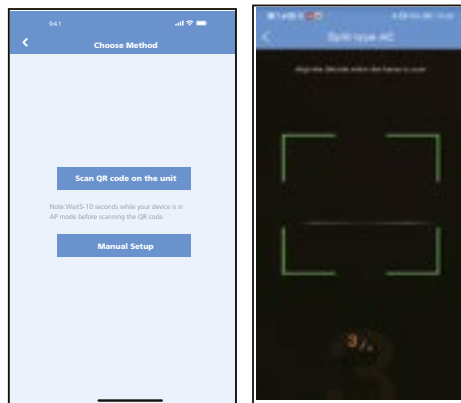 9:41
Choose Method
Scan QR code on the unit
Note:Wait5-10 seconds while your device is in
AP mode before scanning the QR code.
Manual Setup
Split type AC